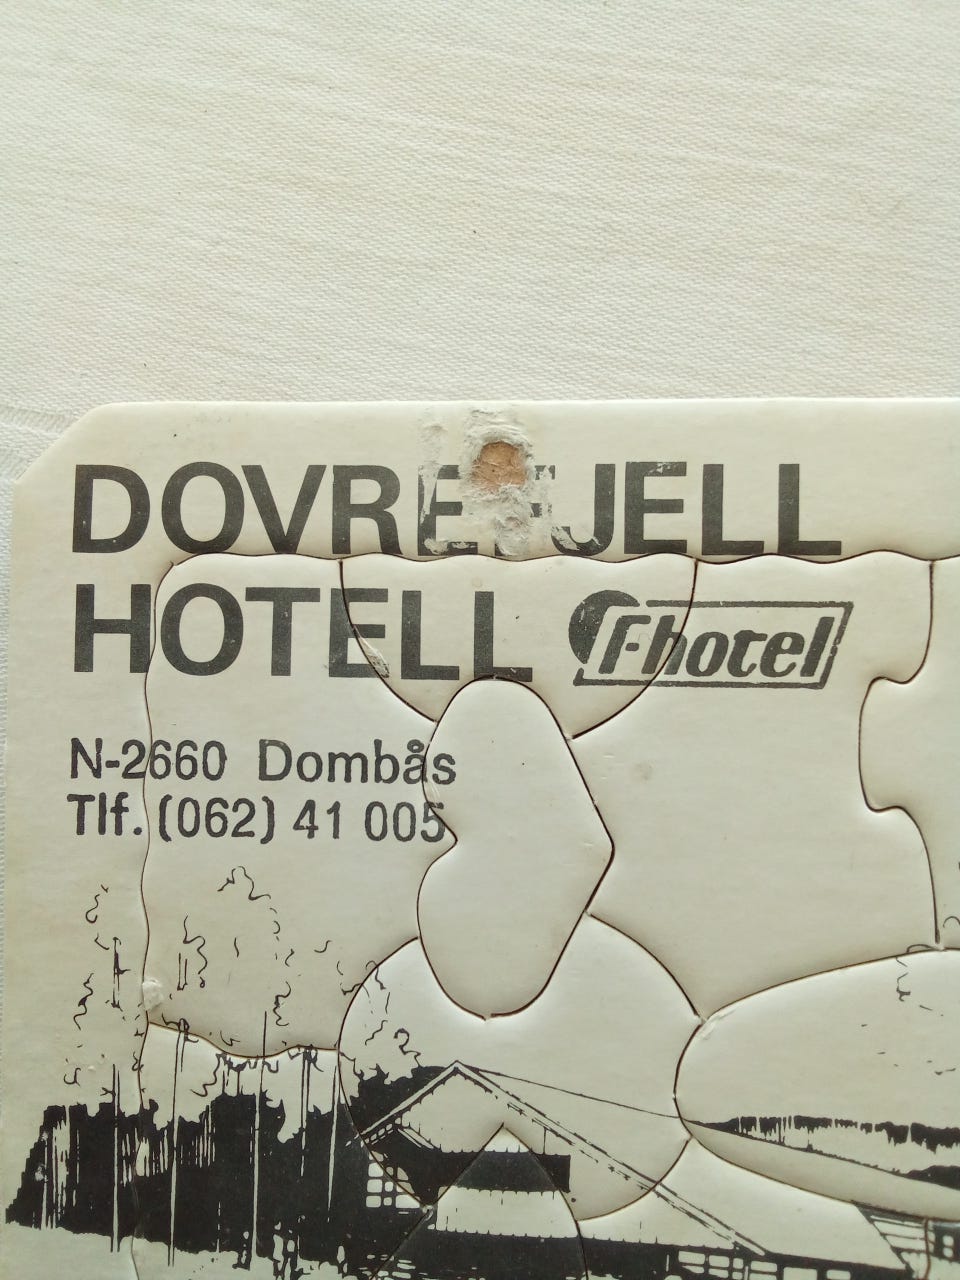 DOVREFJELL
HOTELL f-hotel
N-2660 Dombås
Tlf. (062) 41 005